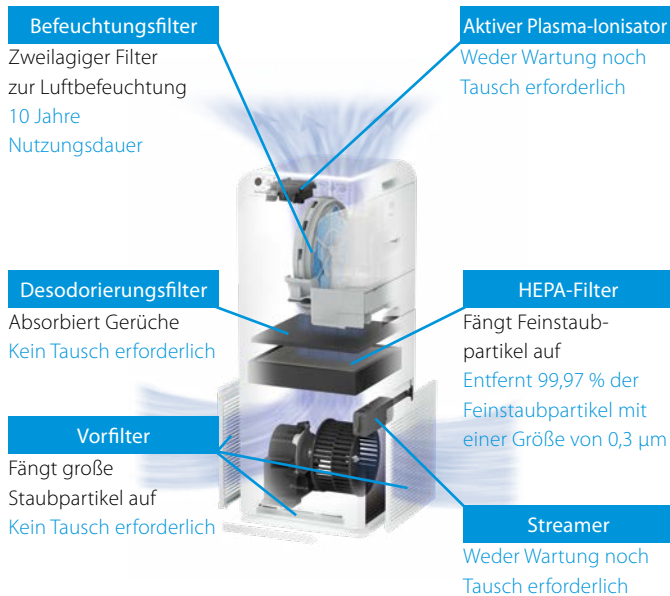 Befeuchtungsfilter
Zweilagiger Filter
zur Luftbefeuchtung
10 Jahre
Nutzungsdauer
Aktiver Plasma-Ionisator
Weder Wartung noch
Tausch erforderlich
Desodorierungsfilter
Absorbiert Gerüche
Kein Tausch erforderlich
HEPA-Filter
Fängt Feinstaub-
partikel auf
Entfernt 99,97 % der
Feinstaubpartikel mit
einer Größe von 0,3 µm
Vorfilter
Fängt große
Staubpartikel auf
Kein Tausch erforderlich
Streamer
Weder Wartung noch
Tausch erforderlich